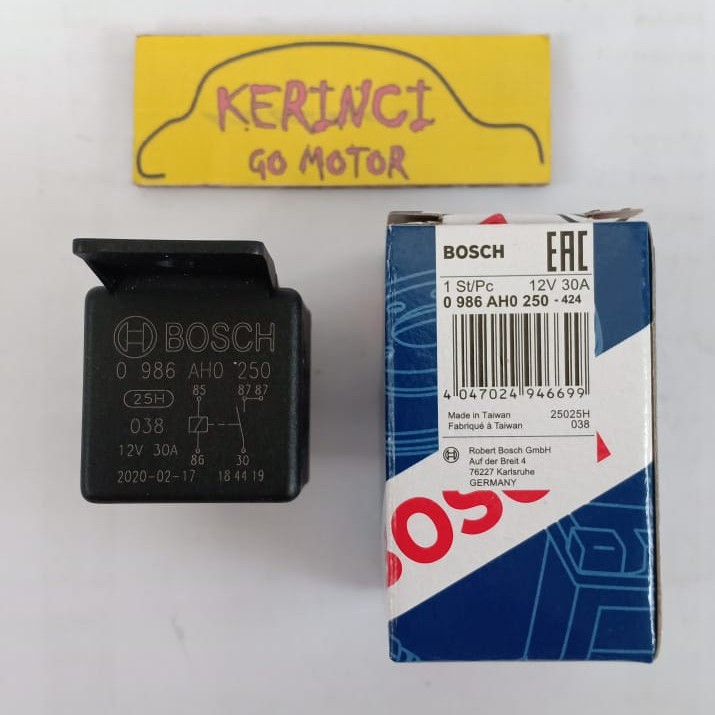 KERINCI
GO MOTOR
BOSCH
0 986 AH0 250
25H
038
12V 30A
85
87 87
86
30
2020-02-17 18 44 19
BOSCH
EAC
1 St/Pc 12V 30A
0 986 AH0 250 - 424
4 047024 946699
Made in Taiwan 25025H
Fabriqué à Taiwan 038
Robert Bosch GmbH
Auf der Breit 4
76227 Karlsruhe
GERMANY
BOSC